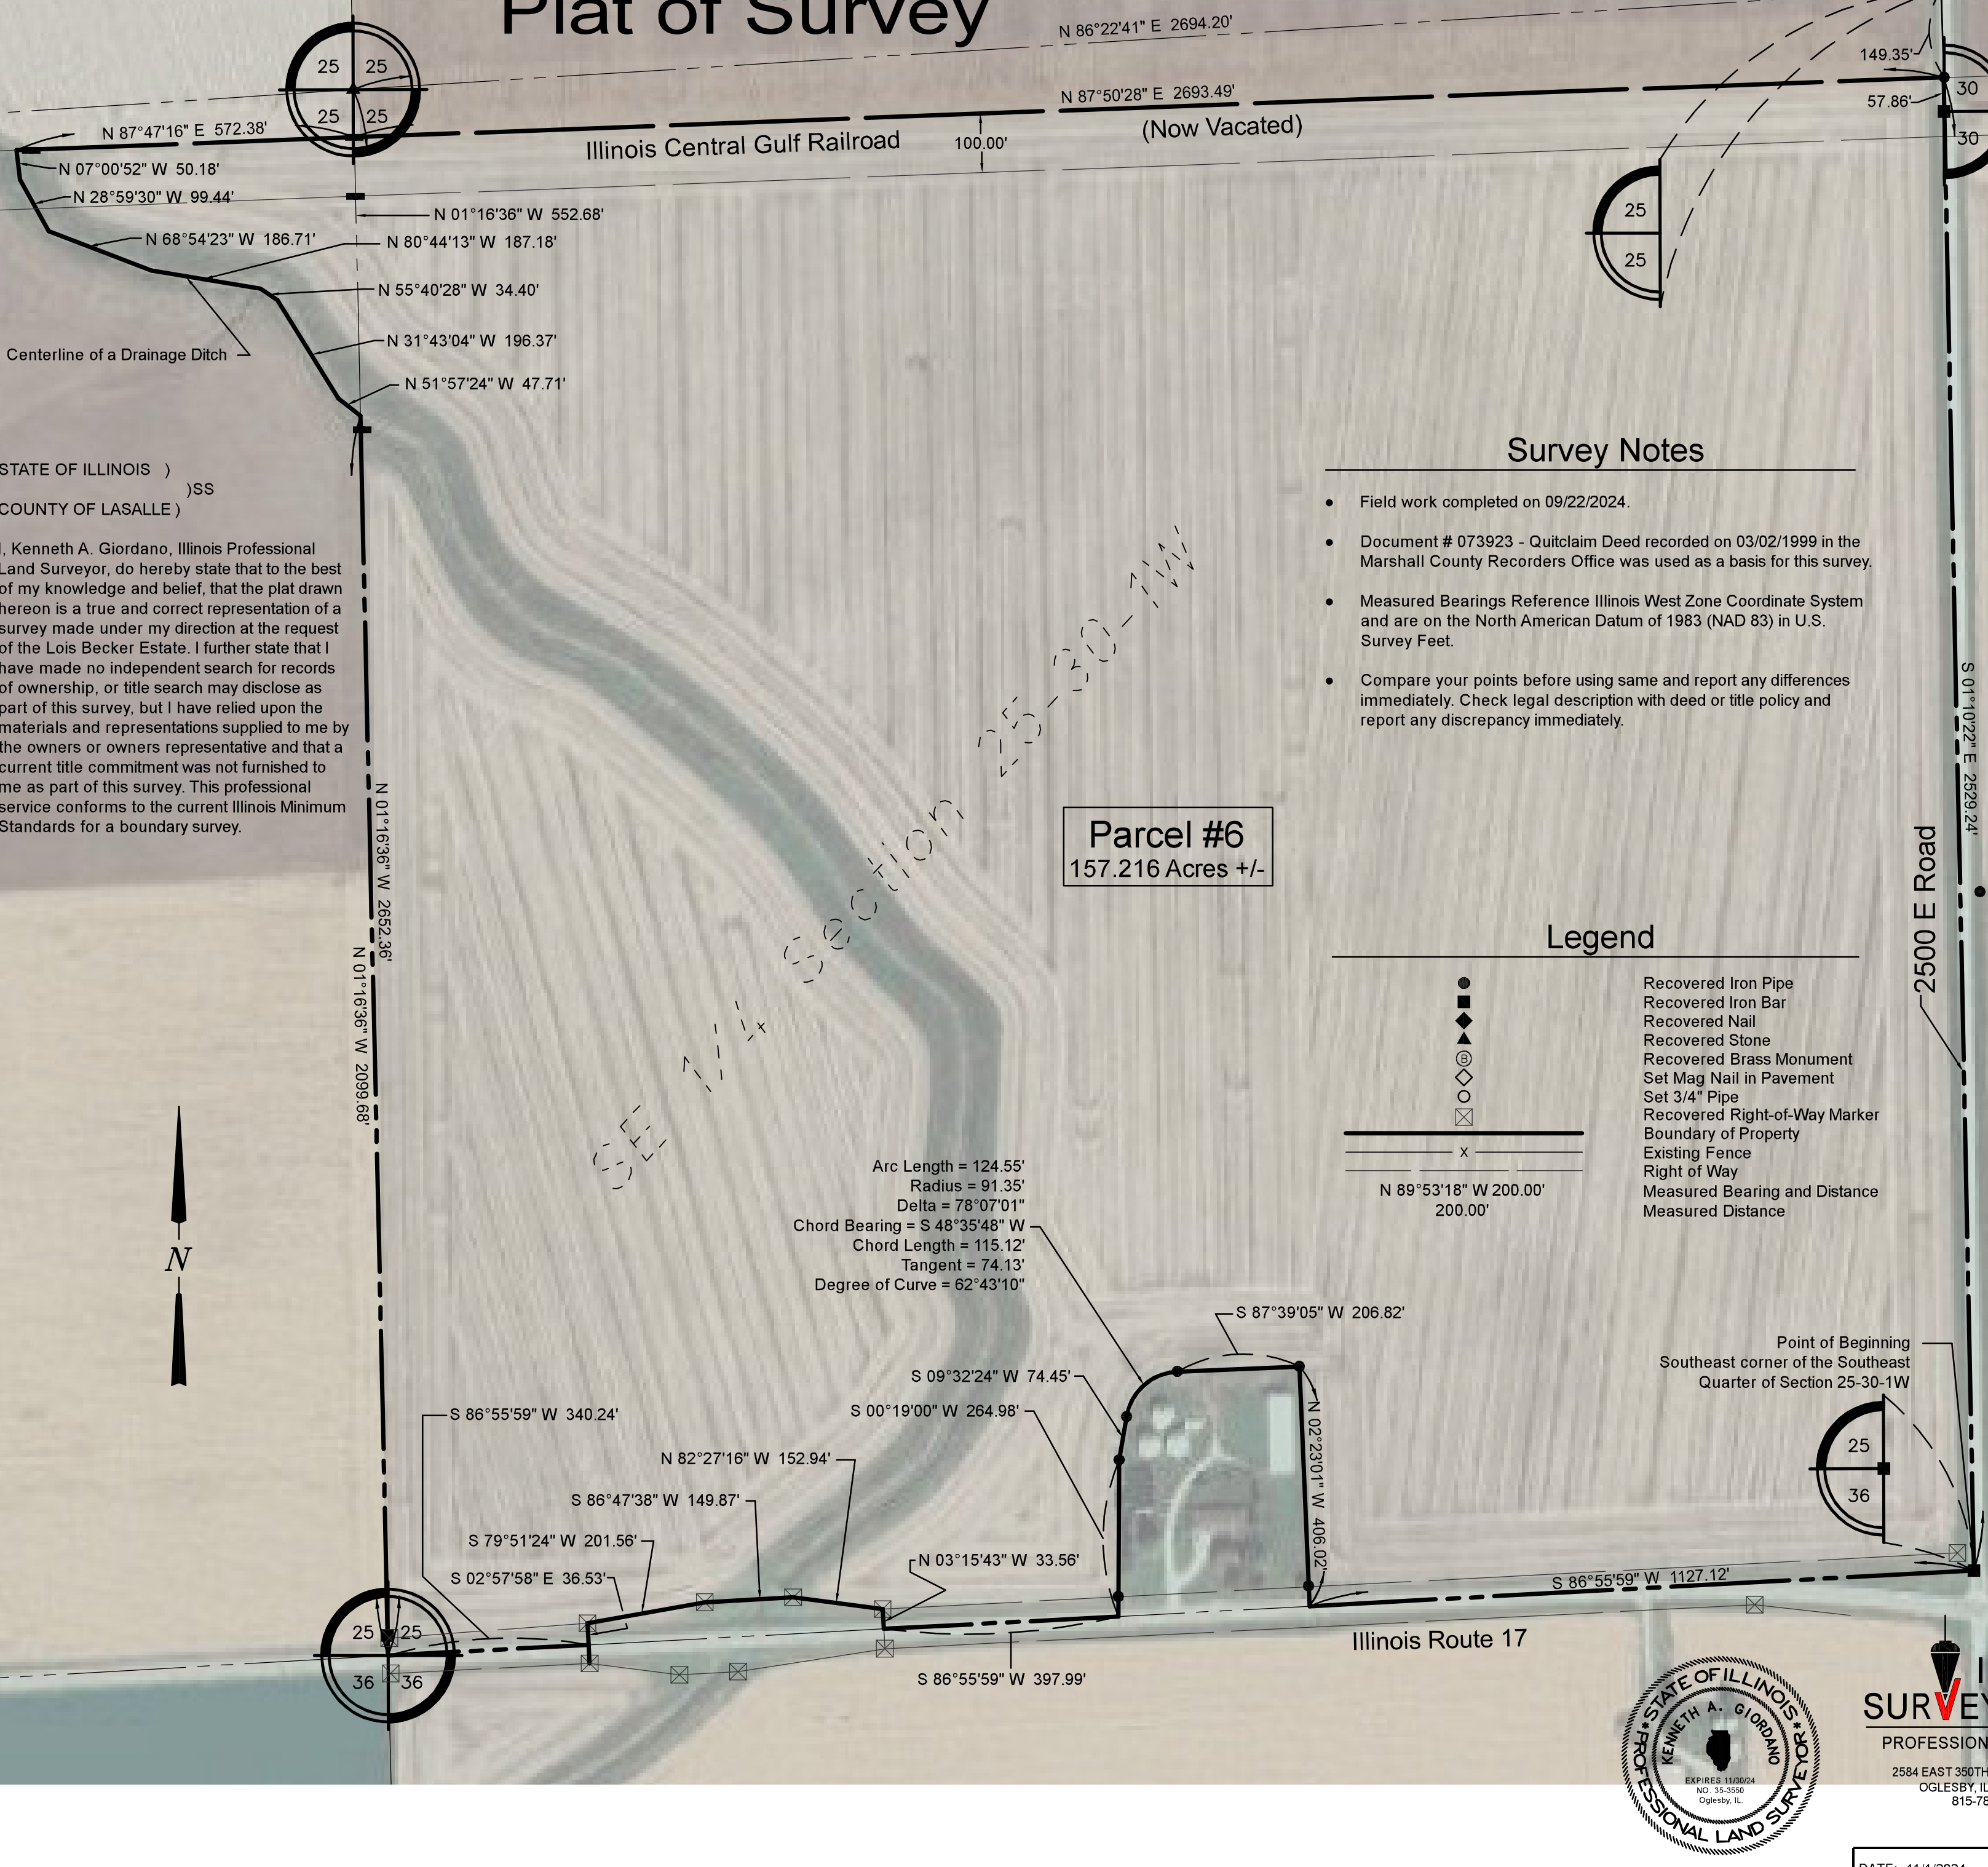 Plat of Survey
N 86°22'41" E 2694.20'
149.35'
57.86'
25 25
25 25
30
30
N 87°47'16" E 572.38'
N 87°50'28" E 2693.49'
Illinois Central Gulf Railroad
100.00'
(Now Vacated)
N 07°00'52" W 50.18'
N 28°59'30" W 99.44'
N 01°16'36" W 552.68'
N 68°54'23" W 186.71'
N 80°44'13" W 187.18'
N 55°40'28" W 34.40'
N 31°43'04" W 196.37'
Centerline of a Drainage Ditch
N 51°57'24" W 47.71'
25
25
STATE OF ILLINOIS )
)SS
COUNTY OF LASALLE )
I, Kenneth A. Giordano, Illinois Professional
Land Surveyor, do hereby state that to the best
of my knowledge and belief, that the plat drawn
hereon is a true and correct representation of a
survey made under my direction at the request
of the Lois Becker Estate. I further state that I
have made no independent search for records
of ownership, or title search may disclose as
part of this survey, but I have relied upon the
materials and representations supplied to me by
the owners or owners representative and that a
current title commitment was not furnished to
me as part of this survey. This professional
service conforms to the current Illinois Minimum
Standards for a boundary survey.
Survey Notes
• Field work completed on 09/22/2024.
• Document # 073923 - Quitclaim Deed recorded on 03/02/1999 in the
Marshall County Recorders Office was used as a basis for this survey.
• Measured Bearings Reference Illinois West Zone Coordinate System
and are on the North American Datum of 1983 (NAD 83) in U.S.
Survey Feet.
• Compare your points before using same and report any differences
immediately. Check legal description with deed or title policy and
report any discrepancy immediately.
S 01°10'22" E 2529.24'
2500 E Road
N 01°16'36" W 2652.36'
N 01°16'36" W 2099.68'
SE 1/4 Section 25-30-1W
Parcel #6
157.216 Acres +/-
Legend
Recovered Iron Pipe
Recovered Iron Bar
Recovered Nail
Recovered Stone
B Recovered Brass Monument
Set Mag Nail in Pavement
Set 3/4" Pipe
Recovered Right-of-Way Marker
Boundary of Property
X Existing Fence
Right of Way
N 89°53'18" W 200.00' Measured Bearing and Distance
200.00' Measured Distance
N
Arc Length = 124.55'
Radius = 91.35'
Delta = 78°07'01"
Chord Bearing = S 48°35'48" W
Chord Length = 115.12'
Tangent = 74.13'
Degree of Curve = 62°43'10"
S 87°39'05" W 206.82'
S 09°32'24" W 74.45'
S 00°19'00" W 264.98'
N 02°23'01" W 406.02'
Point of Beginning
Southeast corner of the Southeast
Quarter of Section 25-30-1W
25
36
S 86°55'59" W 340.24'
N 82°27'16" W 152.94'
S 86°47'38" W 149.87'
S 79°51'24" W 201.56'
S 02°57'58" E 36.53'
N 03°15'43" W 33.56'
S 86°55'59" W 1127.12'
25 25
36 36
S 86°55'59" W 397.99'
Illinois Route 17
STATE OF ILLINOIS
PROFESSIONAL LAND SURVEYOR
KENNETH A. GIORDANO
EXPIRES 11/30/24
NO. 35-3550
Oglesby, IL.
SURVEY
PROFESSION
2584 EAST 350TH
OGLESBY, IL
815-78